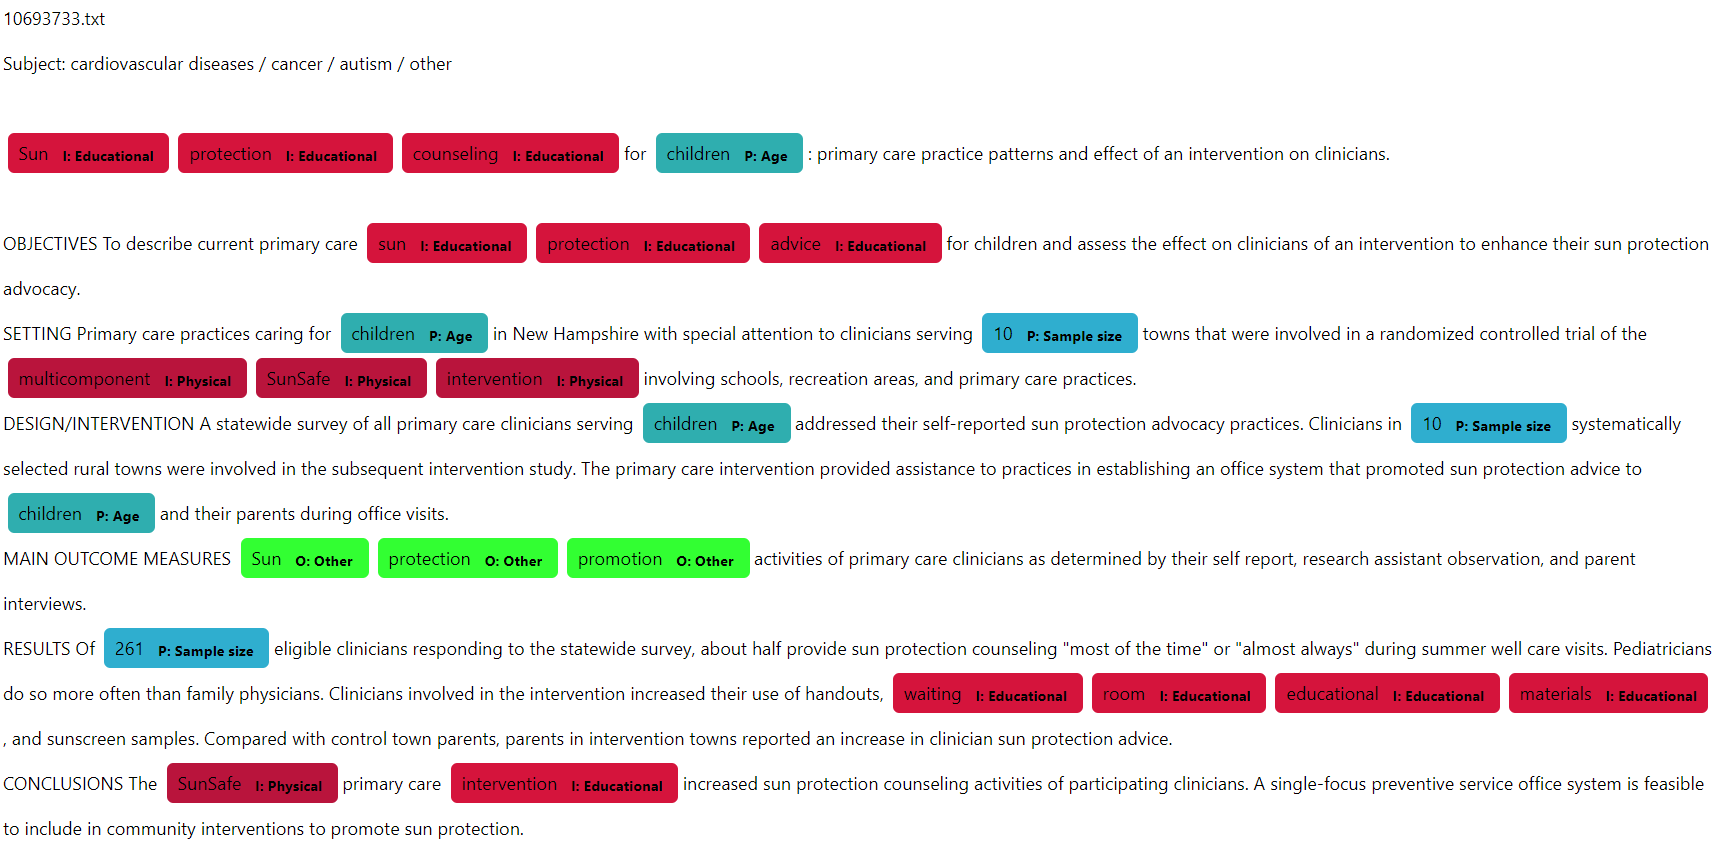 10693733.txt
Subject: cardiovascular diseases / cancer / autism / other
Sun I: Educational protection I: Educational counseling I: Educational for children P: Age : primary care practice patterns and effect of an intervention on clinicians.
OBJECTIVES To describe current primary care sun I: Educational protection I: Educational advice I: Educational for children and assess the effect on clinicians of an intervention to enhance their sun protection
advocacy.
SETTING Primary care practices caring for children P: Age in New Hampshire with special attention to clinicians serving 10 P: Sample size towns that were involved in a randomized controlled trial of the
multicomponent I: Physical SunSafe I: Physical intervention I: Physical involving schools, recreation areas, and primary care practices.
DESIGN/INTERVENTION A statewide survey of all primary care clinicians serving children P: Age addressed their self-reported sun protection advocacy practices. Clinicians in 10 P: Sample size systematically
selected rural towns were involved in the subsequent intervention study. The primary care intervention provided assistance to practices in establishing an office system that promoted sun protection advice to
children P: Age and their parents during office visits.
MAIN OUTCOME MEASURES Sun O: Other protection O: Other promotion O: Other activities of primary care clinicians as determined by their self report, research assistant observation, and parent
interviews.
RESULTS Of 261 P: Sample size eligible clinicians responding to the statewide survey, about half provide sun protection counseling "most of the time" or "almost always" during summer well care visits. Pediatricians
do so more often than family physicians. Clinicians involved in the intervention increased their use of handouts, waiting I: Educational room I: Educational educational I: Educational materials I: Educational
, and sunscreen samples. Compared with control town parents, parents in intervention towns reported an increase in clinician sun protection advice.
CONCLUSIONS The SunSafe I: Physical primary care intervention I: Educational increased sun protection counseling activities of participating clinicians. A single-focus preventive service office system is feasible
to include in community interventions to promote sun protection.